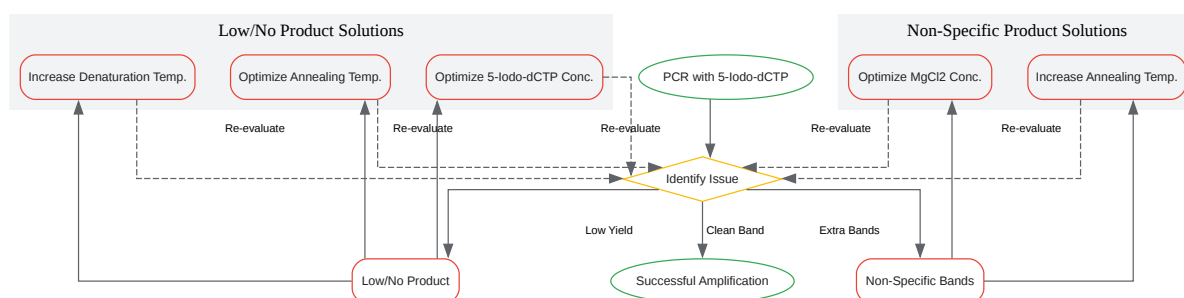 Low/No Product Solutions
Non-Specific Product Solutions
Increase Denaturation Temp.
Optimize Annealing Temp.
Optimize 5-Iodo-dCTP Conc.
PCR with 5-Iodo-dCTP
Optimize MgCl2 Conc.
Increase Annealing Temp.
Re-evaluate
Re-evaluate
Re-evaluate
Re-evaluate
Re-evaluate
Identify Issue
Low Yield
Clean Band
Extra Bands
Low/No Product
Successful Amplification
Non-Specific Bands